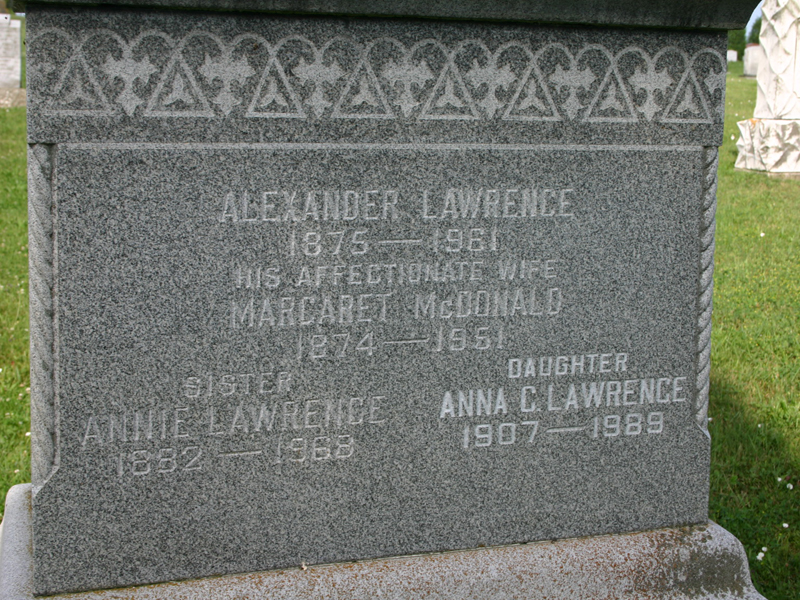 ALEXANDER LAWRENCE
1875 — 1961
HIS AFFECTIONATE WIFE
MARGARET McDONALD
1874 — 1951
SISTER
ANNIE LAWRENCE
1882 — 1968
DAUGHTER
ANNA C. LAWRENCE
1907 — 1989